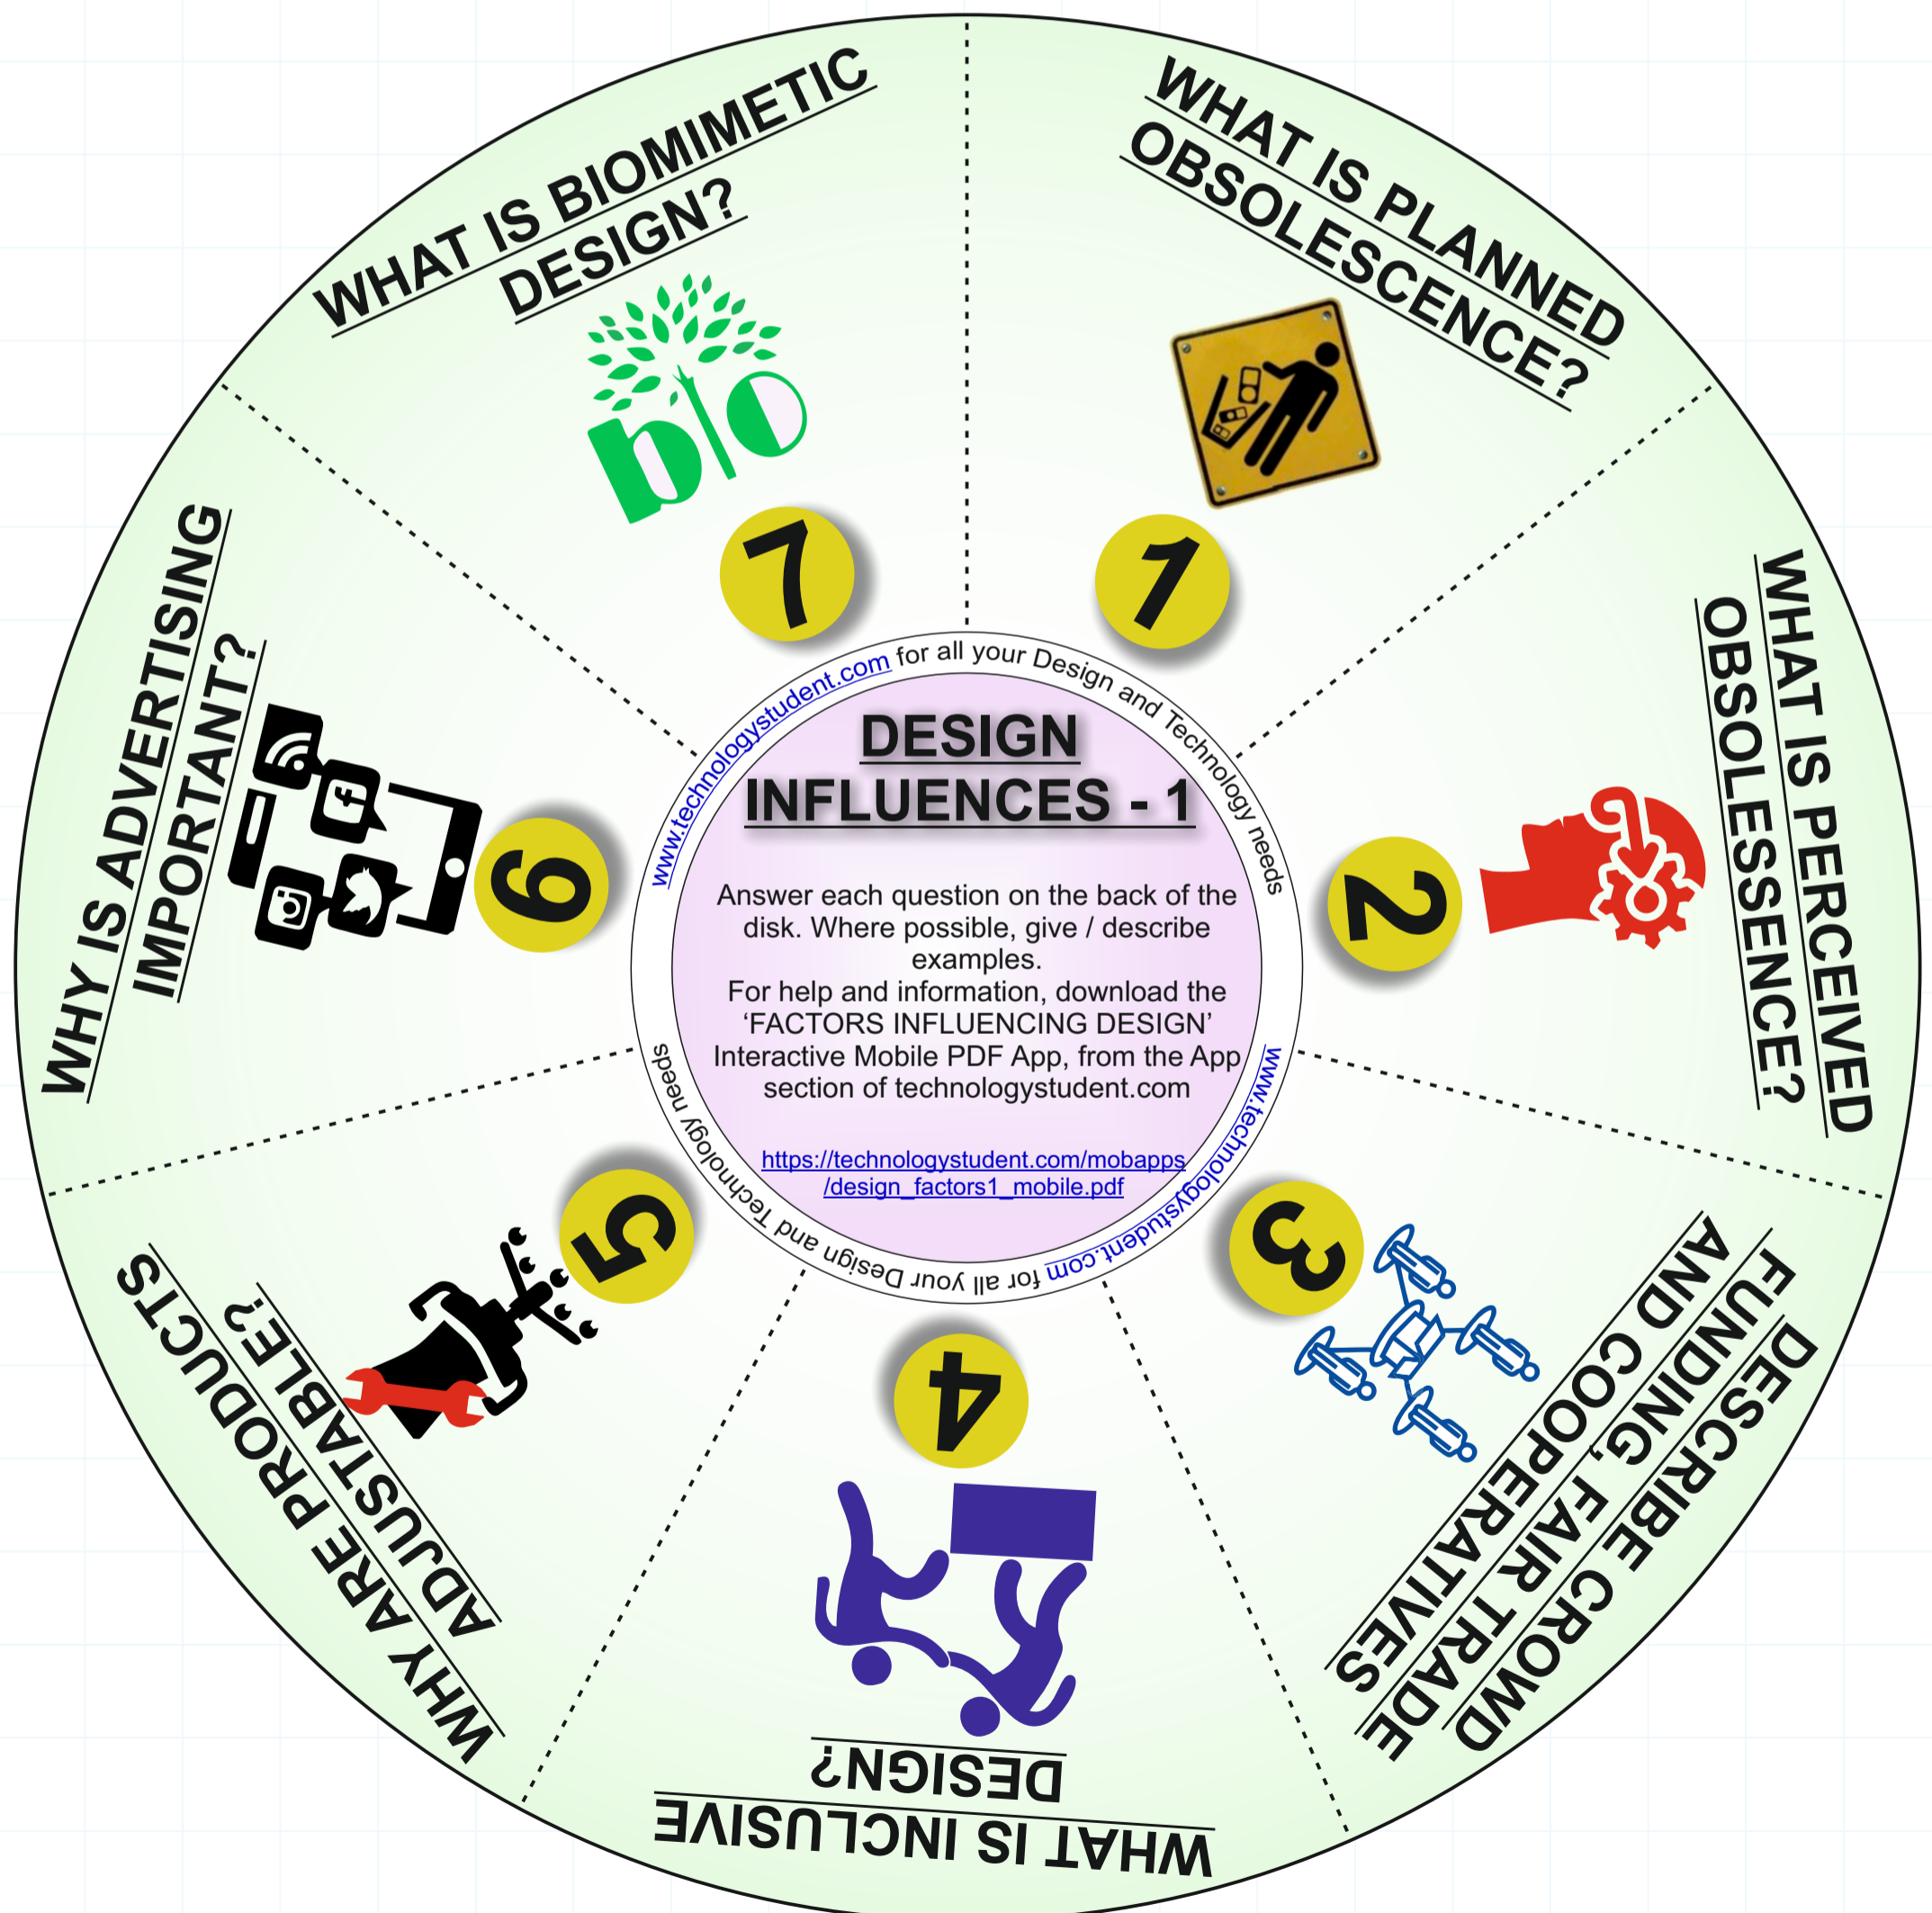 DESIGN
INFLUENCES - 1
Answer each question on the back of the
disk. Where possible, give / describe
examples.
For help and information, download the
‘FACTORS INFLUENCING DESIGN’
Interactive Mobile PDF App, from the App
section of technologystudent.com
https://technologystudent.com/mobapps
/design_factors1_mobile.pdf
www.technologystudent.com for all your Design and Technology needs
www.technologystudent.com for all your Design and Technology needs
1
WHAT IS PLANNED
OBSOLESCENCE?
2
WHAT IS PERCEIVED
OBSOLESSENCE?
3
DESCRIBE CROWD
FUNDING, FAIR TRADE
AND COOPERATIVES
4
WHAT IS INCLUSIVE
DESIGN?
5
WHY ARE PRODUCTS
ADJUSTABLE?
6
WHY IS ADVERTISING
IMPORTANT?
f
7
WHAT IS BIOMIMETIC
DESIGN?
bio